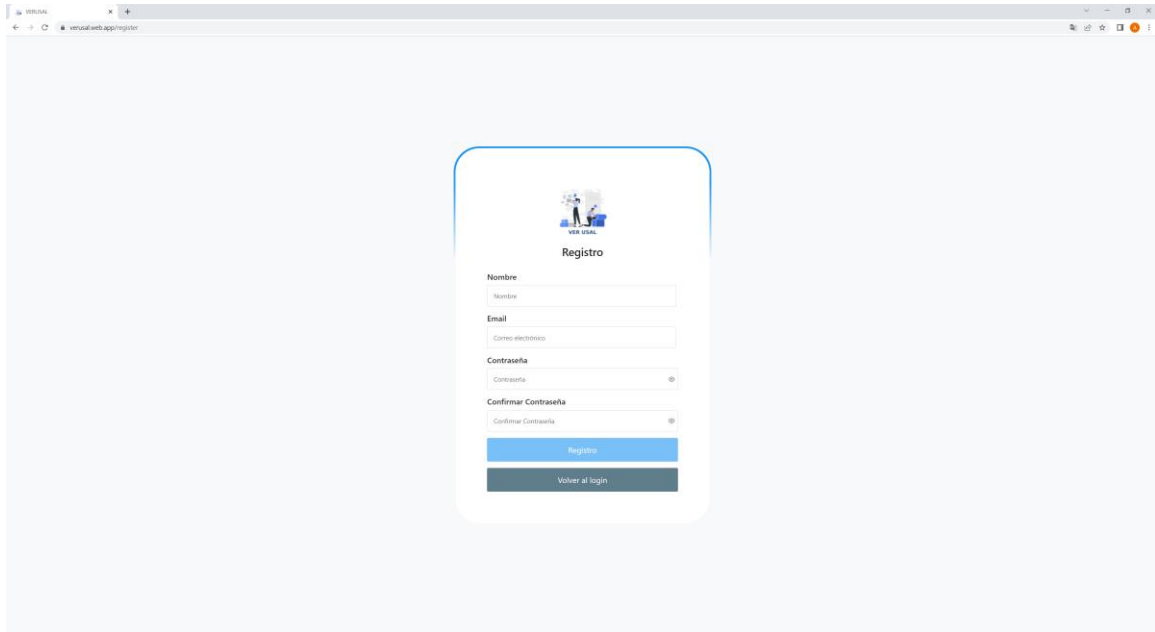 VERUSAL
verusal.web.app/register
A
VER USAL
Registro
Nombre
Nombre
Email
Correo electrónico
Contraseña
Contraseña
Confirmar Contraseña
Confirmar Contraseña
Registro
Volver al login